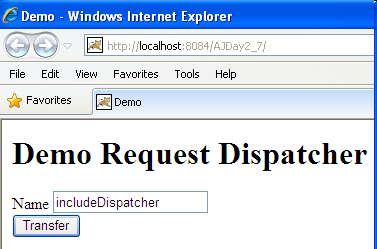 Demo - Windows Internet Explorer
http://localhost:8084/AJDay2_7/
File Edit View Favorites Tools Help
Favorites Demo
Demo Request Dispatcher
Name includeDispatcher
Transfer